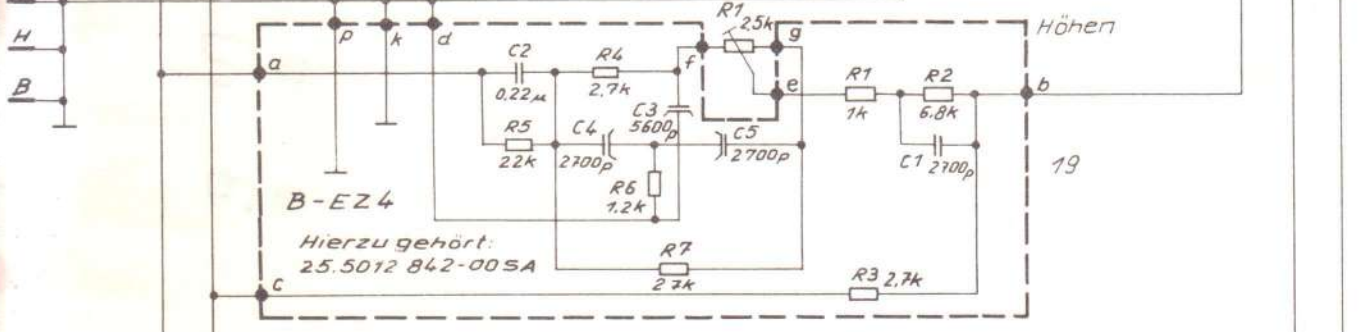 H
B
p
k
d
a
C2
0,22µ
R4
2,7k
f
R1
2,5k
g
e
Höhen
R1
1k
R2
6.8k
b
C3
5600p
R5
22k
C4
2700p
C5
2700p
C1
2700p
19
R6
1.2k
B-EZ4
Hierzu gehört:
25.5012 842-00SA
R7
27k
c
R3 2,7k